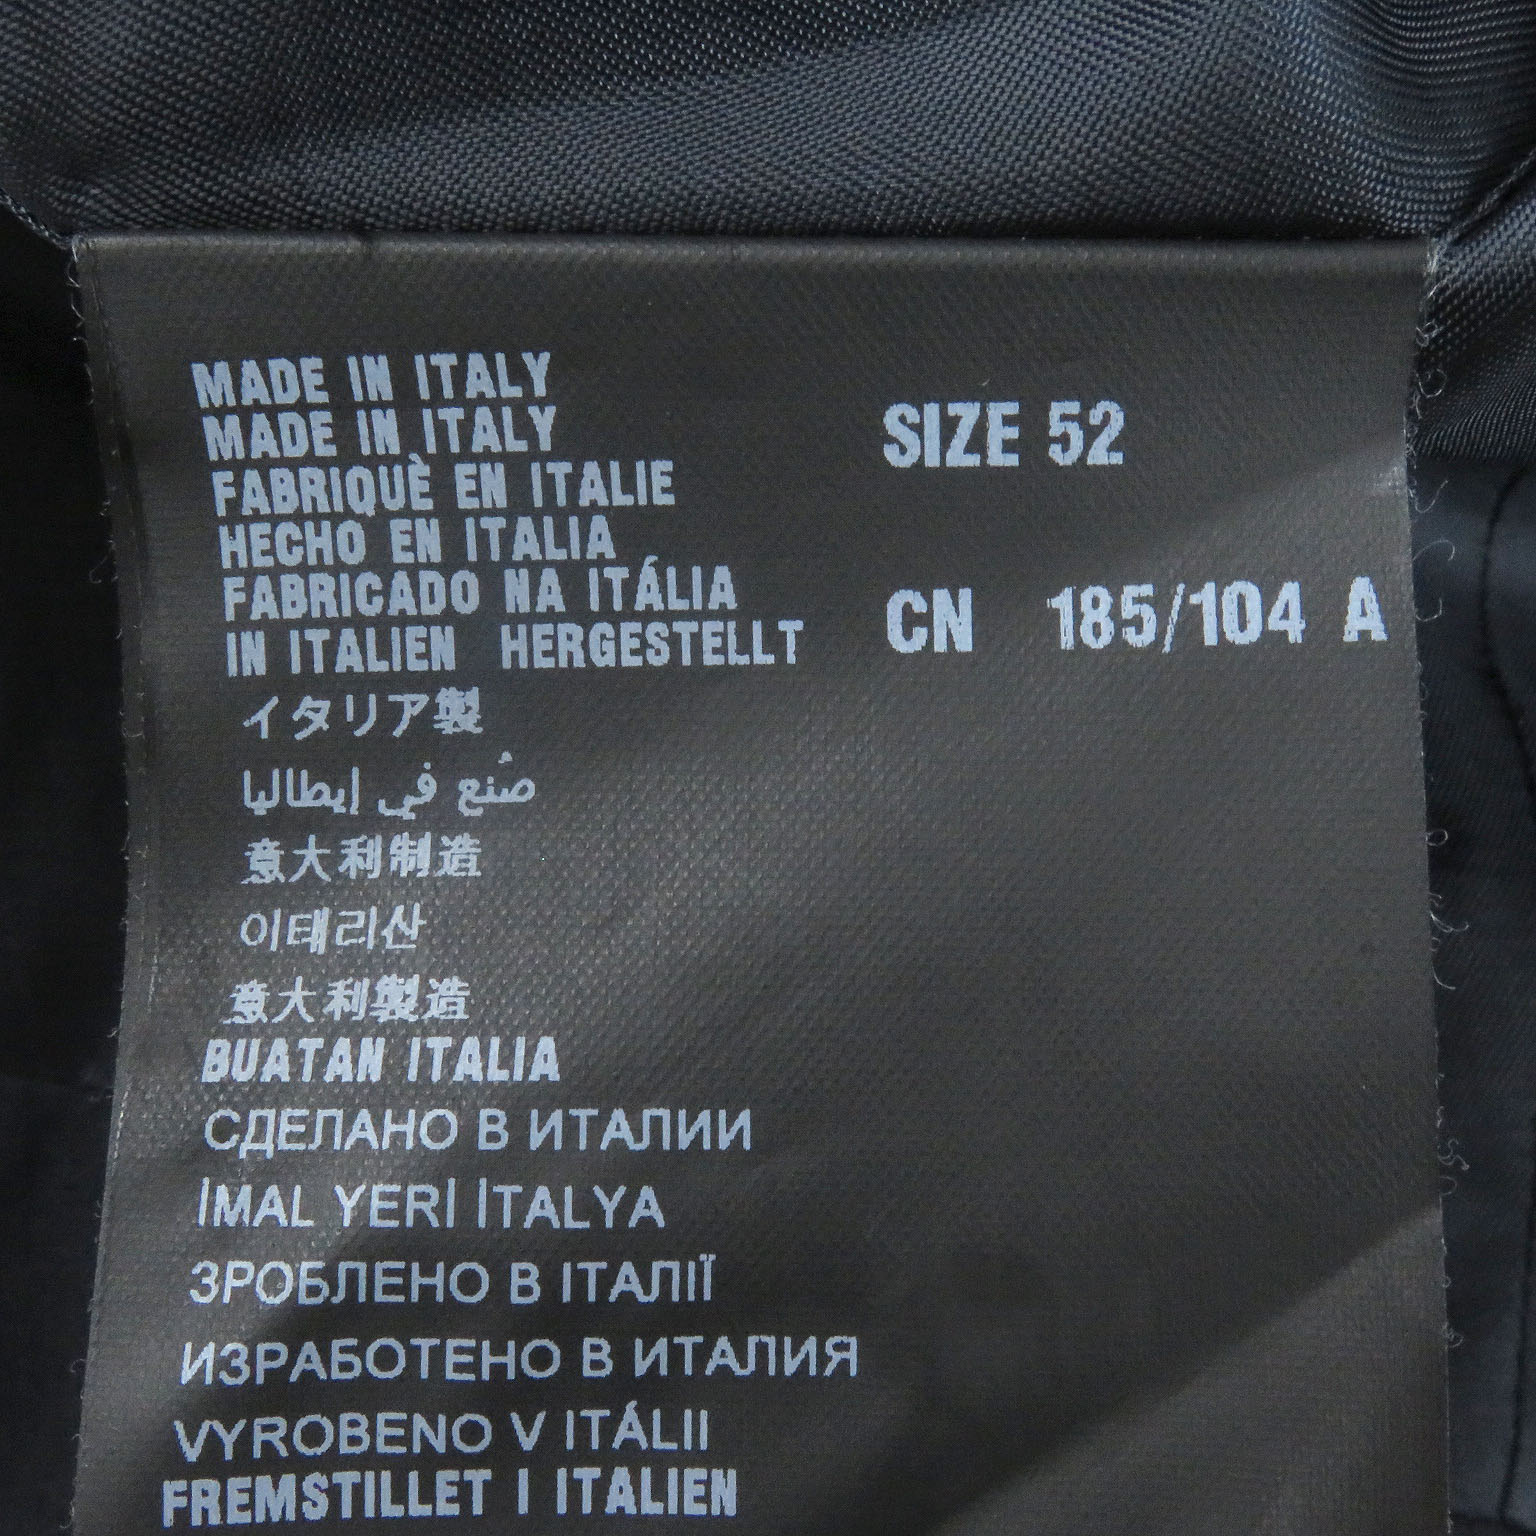 MADE IN ITALY
MADE IN ITALY
FABRIQUÈ EN ITALIE
HECHO EN ITALIA
FABRICADO NA ITÁLIA
IN ITALIEN HERGESTELLT
イタリア製
صُنع في إيطاليا
意大利制造
이태리산
意大利製造
BUATAN ITALIA
СДЕЛАНО В ИТАЛИИ
İMAL YERİ İTALYA
ЗРОБЛЕНО В ІТАЛІЇ
ИЗРАБОТЕНО В ИТАЛИЯ
VYROBENO V ITÁLII
FREMSTILLET I ITALIEN
SIZE 52
CN 185/104 A